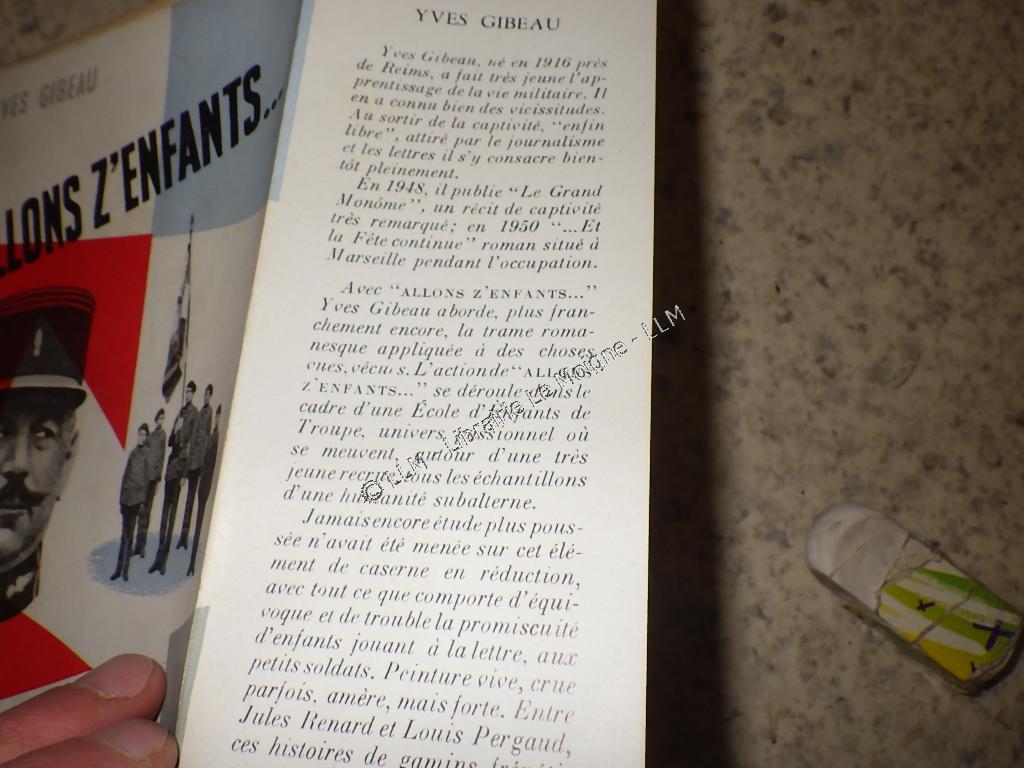 YVES GIBEAU
LLONS Z'ENFANTS...
YVES GIBEAU
Yves Gibeau, né en 1916 près
de Reims, a fait très jeune l'ap-
prentissage de la vie militaire. Il
en a connu bien des vicissitudes.
Au sortir de la captivité, "enfin
libre", attiré par le journalisme
et les lettres il s'y consacre bien-
tôt pleinement.
En 1948, il publie "Le Grand
Monôme", un récit de captivité
très remarqué; en 1950 "...Et
la Fête continue" roman situé à
Marseille pendant l'occupation.
Avec "ALLONS Z'ENFANTS..."
Yves Gibeau aborde, plus fran-
chement encore, la trame roma-
nesque appliquée à des choses
vues, vécues. L'action de "ALLONS
Z'ENFANTS..." se déroule dans le
cadre d'une École d'Enfants de
Troupe, univers où
se meuvent, autour d'une très
jeune recrue, tous les échantillons
d'une humanité subalterne.
Jamais encore étude plus pous-
sée n'avait été menée sur cet élé-
ment de caserne en réduction,
avec tout ce que comporte d'équi-
voque et de trouble la promiscuité
d'enfants jouant à la lettre, aux
petits soldats. Peinture vive, crue
parfois, amère, mais forte. Entre
Jules Renard et Louis Pergaud,
ces histoires de gamins
© LLM - Librairie Le Moigne - LLM